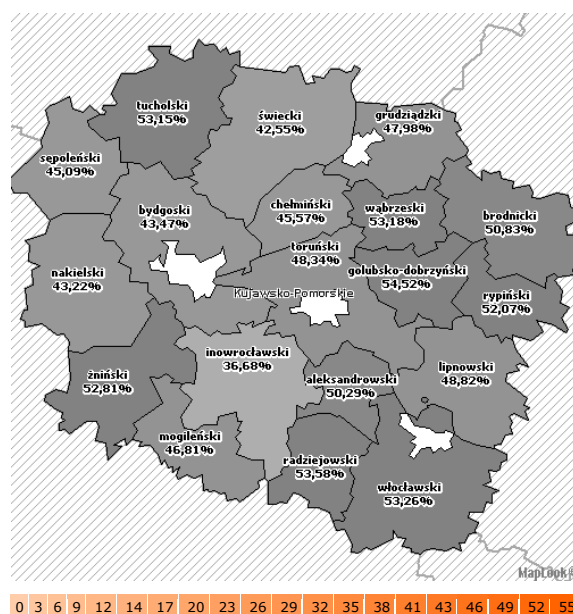 tucholski
53,15%
świecki
42,55%
grudziądzki
47,98%
sępoleński
45,09%
bydgoski
43,47%
chełmiński
45,57%
wąbrzeski
53,18%
brodnicki
50,83%
toruński
48,34%
nakielski
43,22%
golubsko-dobrzyński
54,52%
rypiński
52,07%
Kujawsko-Pomorskie
inowrocławski
36,68%
żniński
52,81%
aleksandrowski
50,29%
lipnowski
48,82%
mogileński
46,81%
radziejowski
53,58%
włocławski
53,26%
MapLook ©
0 3 6 9 12 14 17 20 23 26 29 32 35 38 41 43 46 49 52 55